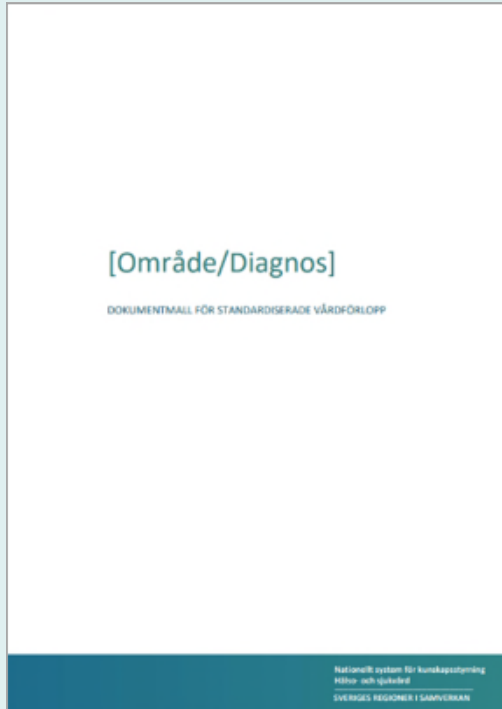 [Område/Diagnos]
DOKUMENTMALL FÖR STANDARDISERADE VÅRDFÖRLOPP
Nationellt system för kunskapsstyrning
Hälso- och sjukvård
SVERIGES REGIONER I SAMVERKAN